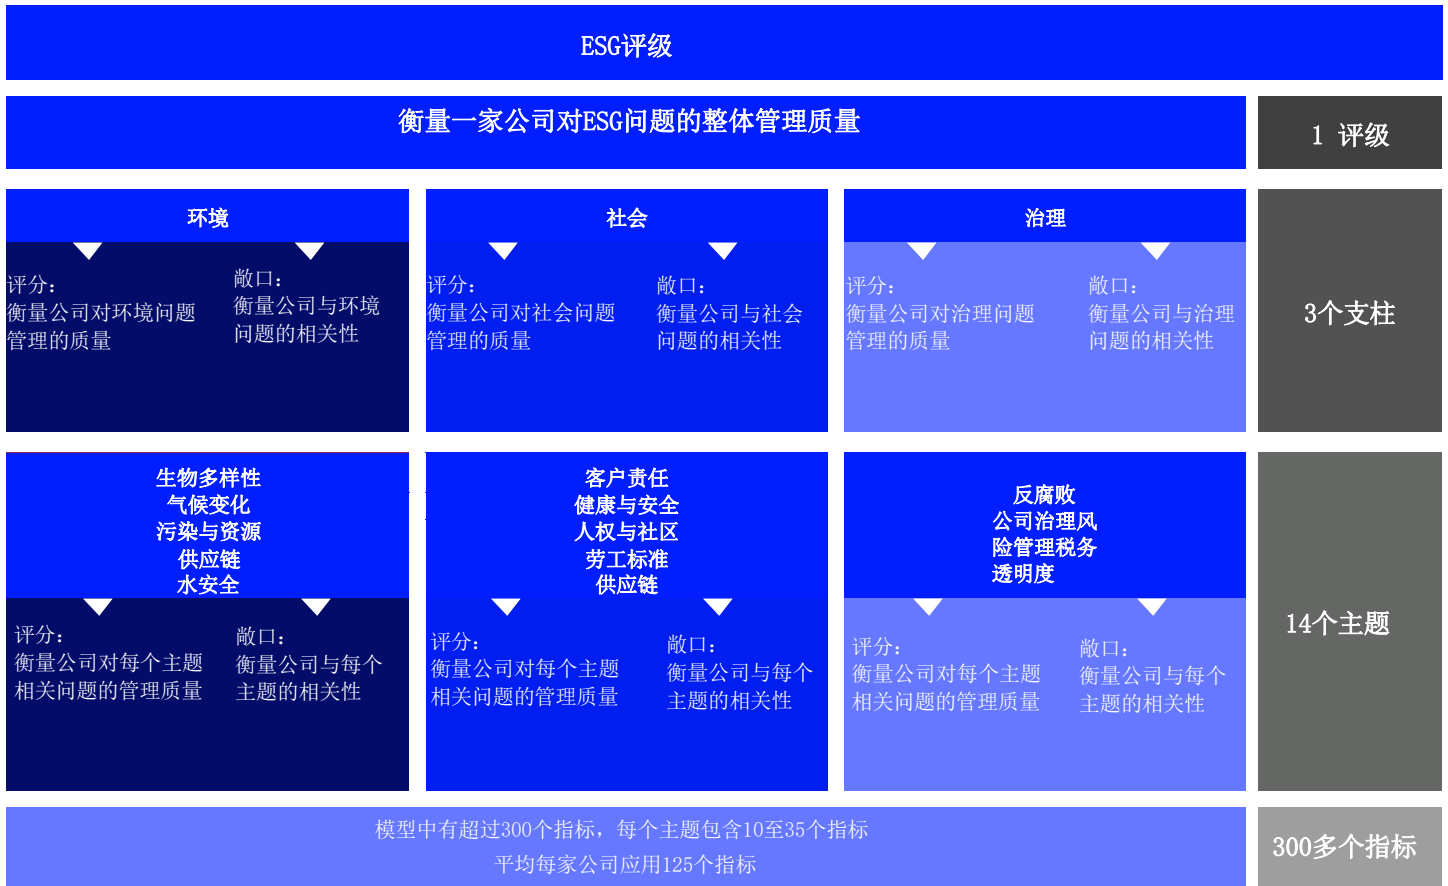 ESG评级
衡量一家公司对ESG问题的整体管理质量
1 评级
环境
评分：
衡量公司对环境问题
管理的质量
敞口：
衡量公司与环境
问题的相关性
社会
评分：
衡量公司对社会问题
管理的质量
敞口：
衡量公司与社会
问题的相关性
治理
评分：
衡量公司对治理问题
管理的质量
敞口：
衡量公司与治理
问题的相关性
3个支柱
生物多样性
气候变化
污染与资源
供应链
水安全
评分：
衡量公司对每个主题
相关问题的管理质量
敞口：
衡量公司与每个
主题的相关性
客户责任
健康与安全
人权与社区
劳工标准
供应链
评分：
衡量公司对每个主题
相关问题的管理质量
敞口：
衡量公司与每个
主题的相关性
反腐败
公司治理风
险管理税务
透明度
评分：
衡量公司对每个主题
相关问题的管理质量
敞口：
衡量公司与每个
主题的相关性
14个主题
模型中有超过300个指标，每个主题包含10至35个指标
平均每家公司应用125个指标
300多个指标